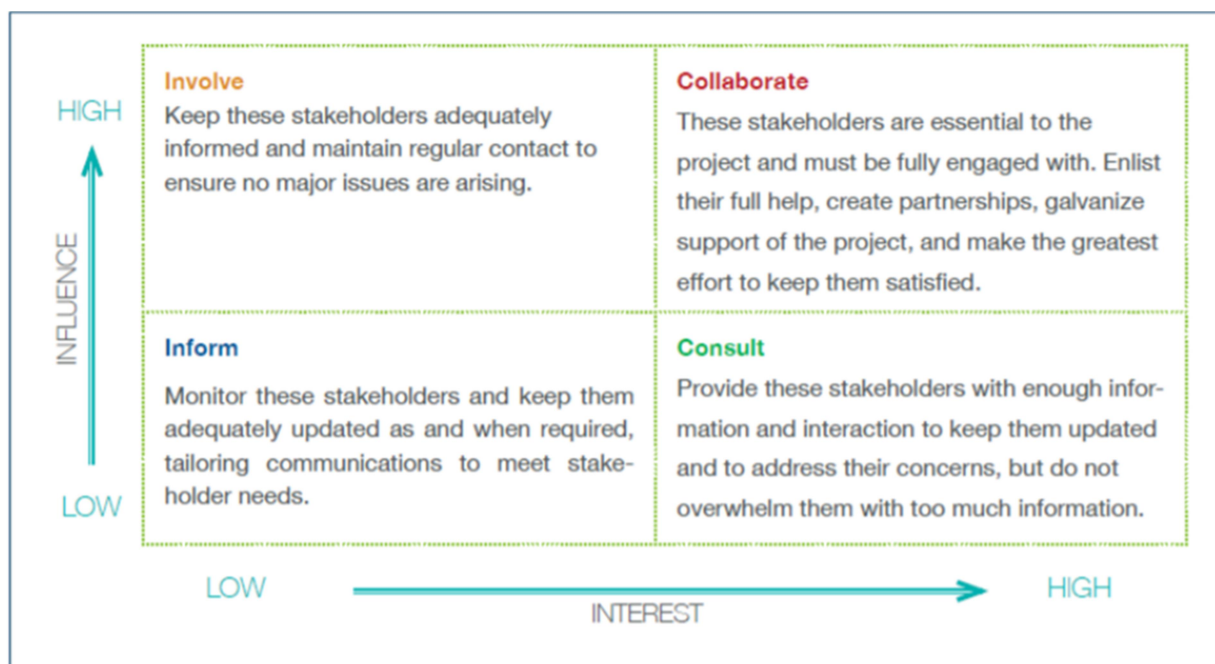 HIGH
INFLUENCE
LOW
Involve
Keep these stakeholders adequately
informed and maintain regular contact to
ensure no major issues are arising.
Collaborate
These stakeholders are essential to the
project and must be fully engaged with. Enlist
their full help, create partnerships, galvanize
support of the project, and make the greatest
effort to keep them satisfied.
Inform
Monitor these stakeholders and keep them
adequately updated as and when required,
tailoring communications to meet stake-
holder needs.
Consult
Provide these stakeholders with enough infor-
mation and interaction to keep them updated
and to address their concerns, but do not
overwhelm them with too much information.
LOW
INTEREST
HIGH